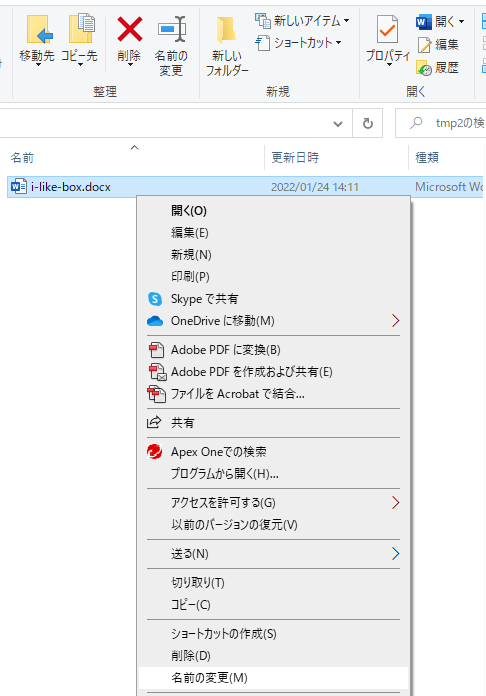 移動先 コピー先 削除 名前の変更 新しいフォルダー 新しいアイテム ショートカット プロパティ 開く 編集 履歴
整理 新規 開く
tmp2の検
名前 更新日時 種類
i-like-box.docx 2022/01/24 14:11 Microsoft Wo
開く(O)
編集(E)
新規(N)
印刷(P)
Skype で共有
OneDrive に移動(M)
Adobe PDF に変換(B)
Adobe PDF を作成および共有(E)
ファイルを Acrobat で結合...
共有
Apex Oneでの検索
プログラムから開く(H)...
アクセスを許可する(G)
以前のバージョンの復元(V)
送る(N)
切り取り(T)
コピー(C)
ショートカットの作成(S)
削除(D)
名前の変更(M)